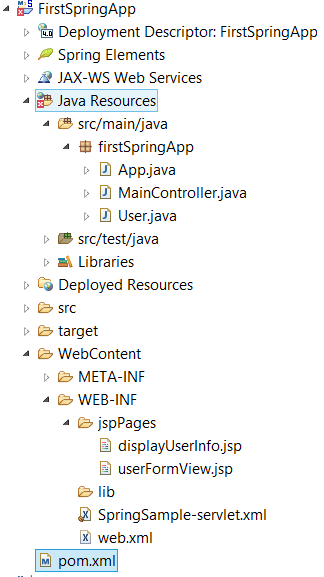 FirstSpringApp
Deployment Descriptor: FirstSpringApp
Spring Elements
JAX-WS Web Services
Java Resources
src/main/java
firstSpringApp
App.java
MainController.java
User.java
src/test/java
Libraries
Deployed Resources
src
target
WebContent
META-INF
WEB-INF
jspPages
displayUserInfo.jsp
userFormView.jsp
lib
SpringSample-servlet.xml
web.xml
pom.xml